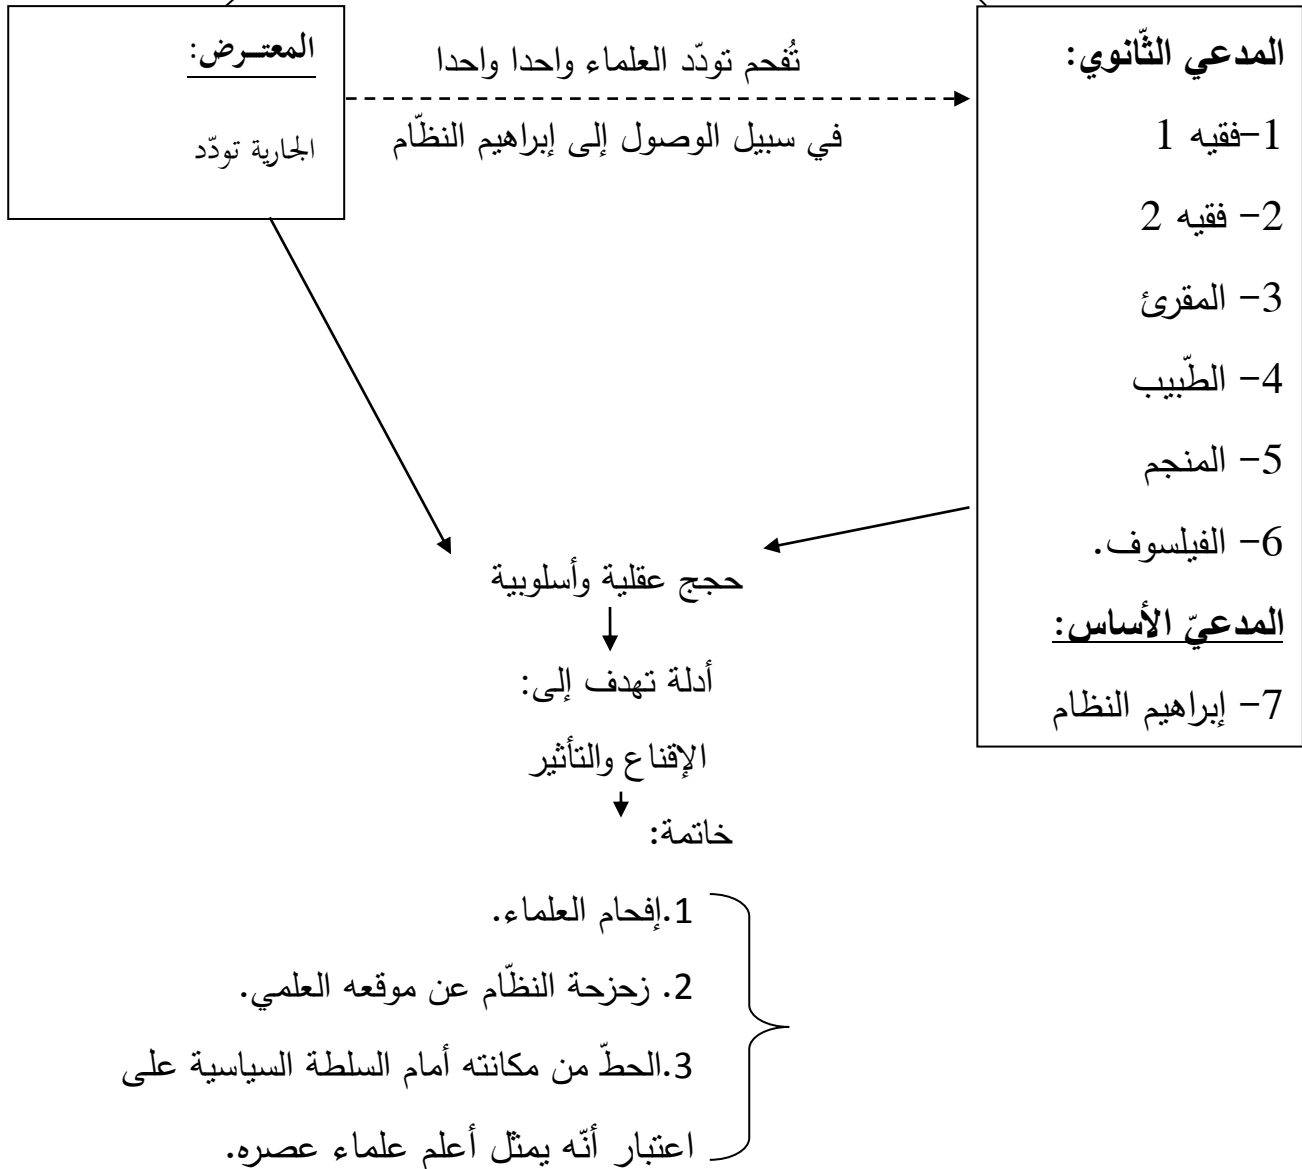 المدعي الثّانوي:
1-فقيه 1
2- فقيه 2
3- المقرئ
4- الطّبيب
5- المنجم
6- الفيلسوف.
المدعيّ الأساس:
7- إبراهيم النظام
تُفحم تودّد العلماء واحدا واحدا
في سبيل الوصول إلى إبراهيم النظّام
المعتــرض:
الجارية تودّد
حجج عقلية وأسلوبية
أدلة تهدف إلى:
الإقناع والتأثير
خاتمة:
1.إفحام العلماء.
2. زحزحة النظّام عن موقعه العلمي.
3.الحطّ من مكانته أمام السلطة السياسية على
اعتبار أنّه يمثل أعلم علماء عصره.